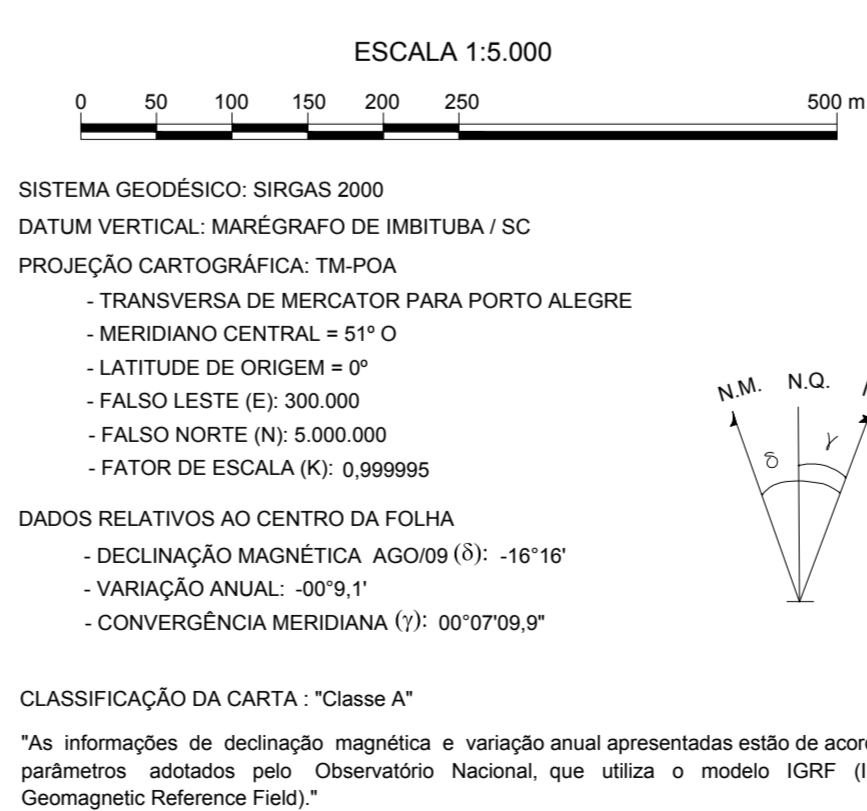 ESCALA 1:5.000
0 50 100 150 200 250 500 m
SISTEMA GEODÉSICO: SIRGAS 2000
DATUM VERTICAL: MARÉGRAFO DE IMBITUBA / SC
PROJEÇÃO CARTOGRÁFICA: TM-POA
- TRANSVERSA DE MERCATOR PARA PORTO ALEGRE
- MERIDIANO CENTRAL = 51º O
- LATITUDE DE ORIGEM = 0º
- FALSO LESTE (E): 300.000
- FALSO NORTE (N): 5.000.000
- FATOR DE ESCALA (K): 0,999995
N.M. N.Q.
δ γ
DADOS RELATIVOS AO CENTRO DA FOLHA
- DECLINAÇÃO MAGNÉTICA AGO/09 (δ): -16°16'
- VARIAÇÃO ANUAL: -00°9,1'
- CONVERGÊNCIA MERIDIANA (γ): 00°07'09,9"
CLASSIFICAÇÃO DA CARTA : "Classe A"
"As informações de declinação magnética e variação anual apresentadas estão de
parâmetros adotados pelo Observatório Nacional, que utiliza o modelo IGRF
Geomagnetic Reference Field)."